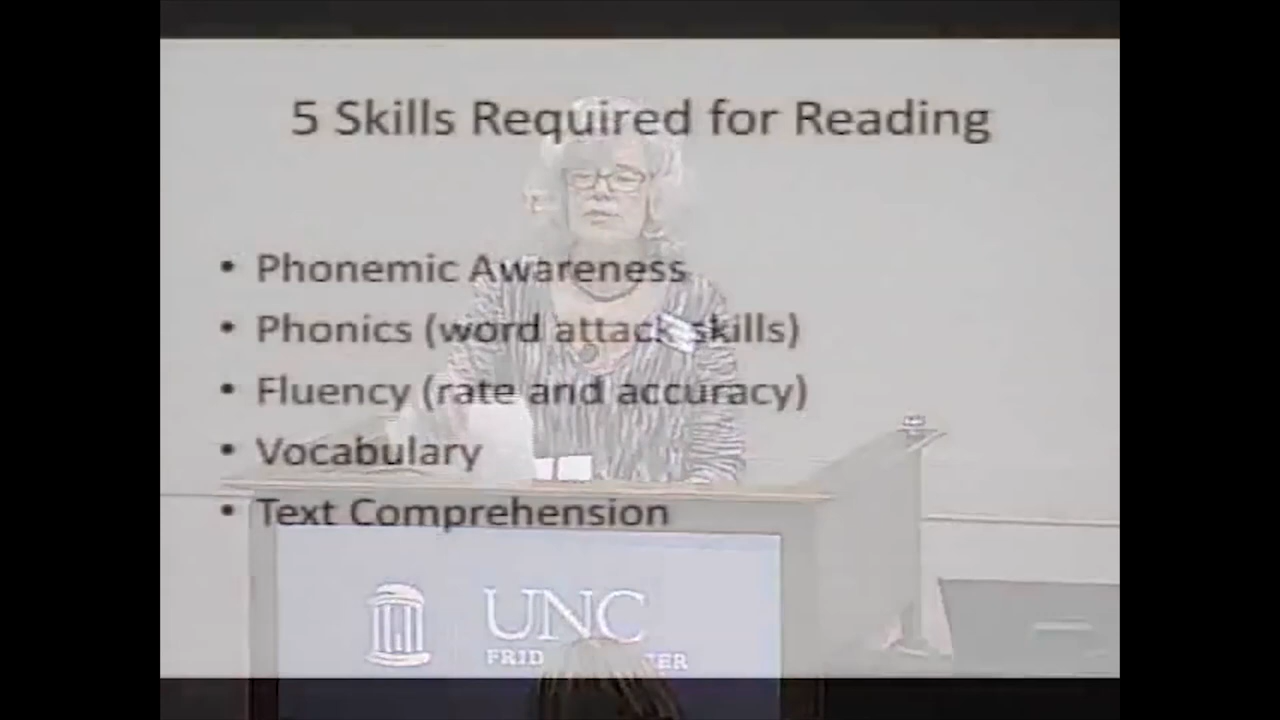 5 Skills Required for Reading
• Phonemic Awareness
• Phonics (word attack skills)
• Fluency (rate and accuracy)
• Vocabulary
• Text Comprehension
UNC